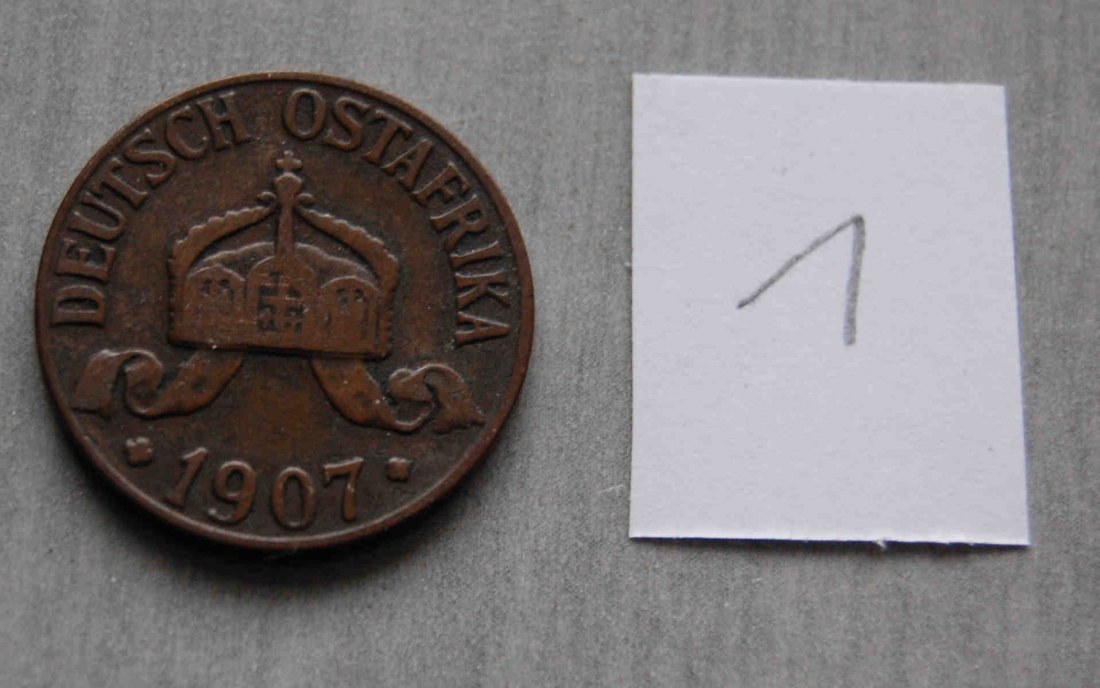 DEUTSCH OSTAFRIKA
1907
1